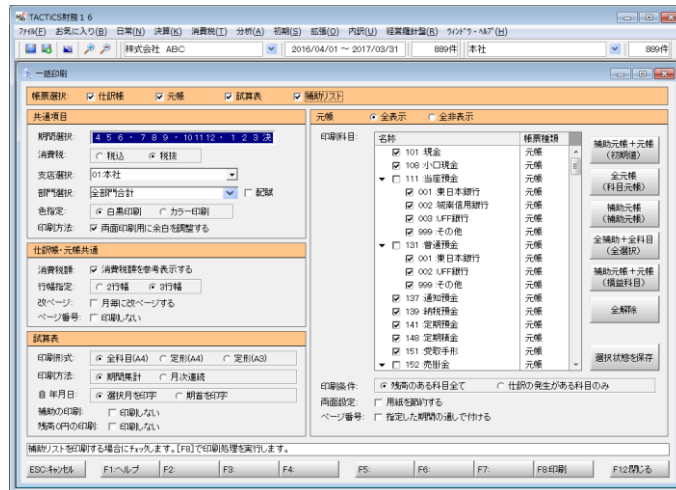 TACTiCS財務16
ファイル(F) お気に入り(B) 日常(N) 決算(K) 消費税(T) 分析(A) 初期(S) 拡張(O) 内訳(U) 経営羅針盤(R) ウィンドウ・ヘルプ(H)
株式会社 ABC 2016/04/01 ～ 2017/03/31 889件 本社 889件
一括印刷
帳票選択: 仕訳帳 元帳 試算表 補助リスト
共通項目
期間選択: 4 5 6 ・ 7 8 9 ・ 10 11 12 ・ 1 2 3 決
消費税: 税込 税抜
支店選択: 01:本社
部門選択: 全部門合計 配賦
色指定: 白黒印刷 カラー印刷
印刷方法: 両面印刷用に余白を調整する
仕訳帳・元帳共通
消費税額: 消費税額を参考表示する
行幅指定: 2行幅 3行幅
改ページ: 月毎に改ページする
ページ番号: 印刷しない
試算表
印刷形式: 全科目(A4) 定形(A4) 定形(A3)
印刷方法: 期間集計 月次連続
自 年月日: 選択月を印字 期首を印字
補助の印刷: 印刷しない
残高0円の印刷: 印刷しない
元帳 全表示 全非表示
印刷科目:
名称 帳票種類
101 :現金 元帳
108 :小口現金 元帳
111 :当座預金 元帳
001 :東日本銀行 元帳
002 :城南信用銀行 元帳
003 :UFF銀行 元帳
999 :その他 元帳
131 :普通預金 元帳
001 :東日本銀行 元帳
002 :UFF銀行 元帳
999 :その他 元帳
137 :通知預金 元帳
139 :納税預金 元帳
141 :定期預金 元帳
148 :定期積金 元帳
151 :受取手形 元帳
152 :売掛金 元帳
補助元帳＋元帳
(初期値)
全元帳
(科目元帳)
補助元帳
(補助元帳)
全補助＋全科目
(全選択)
補助元帳＋元帳
(損益科目)
全解除
選択状態を保存
印刷条件: 残高のある科目全て 仕訳の発生がある科目のみ
両面設定: 用紙を節約する
ページ番号: 指定した期間の通しで付ける
補助リストを印刷する場合にチェックします。[F8]で印刷処理を実行します。
ESC:キャンセル F1:ヘルプ F2: F3: F4: F5: F6: F7: F8:印刷 F12:閉じる